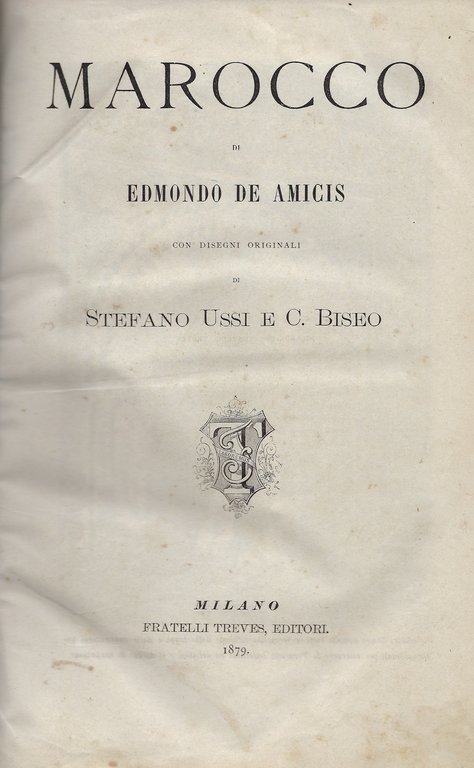 MAROCCO
DI
EDMONDO DE AMICIS
CON DISEGNI ORIGINALI
DI
STEFANO USSI E C. BISEO
MILANO
FRATELLI TREVES, EDITORI.
1879.